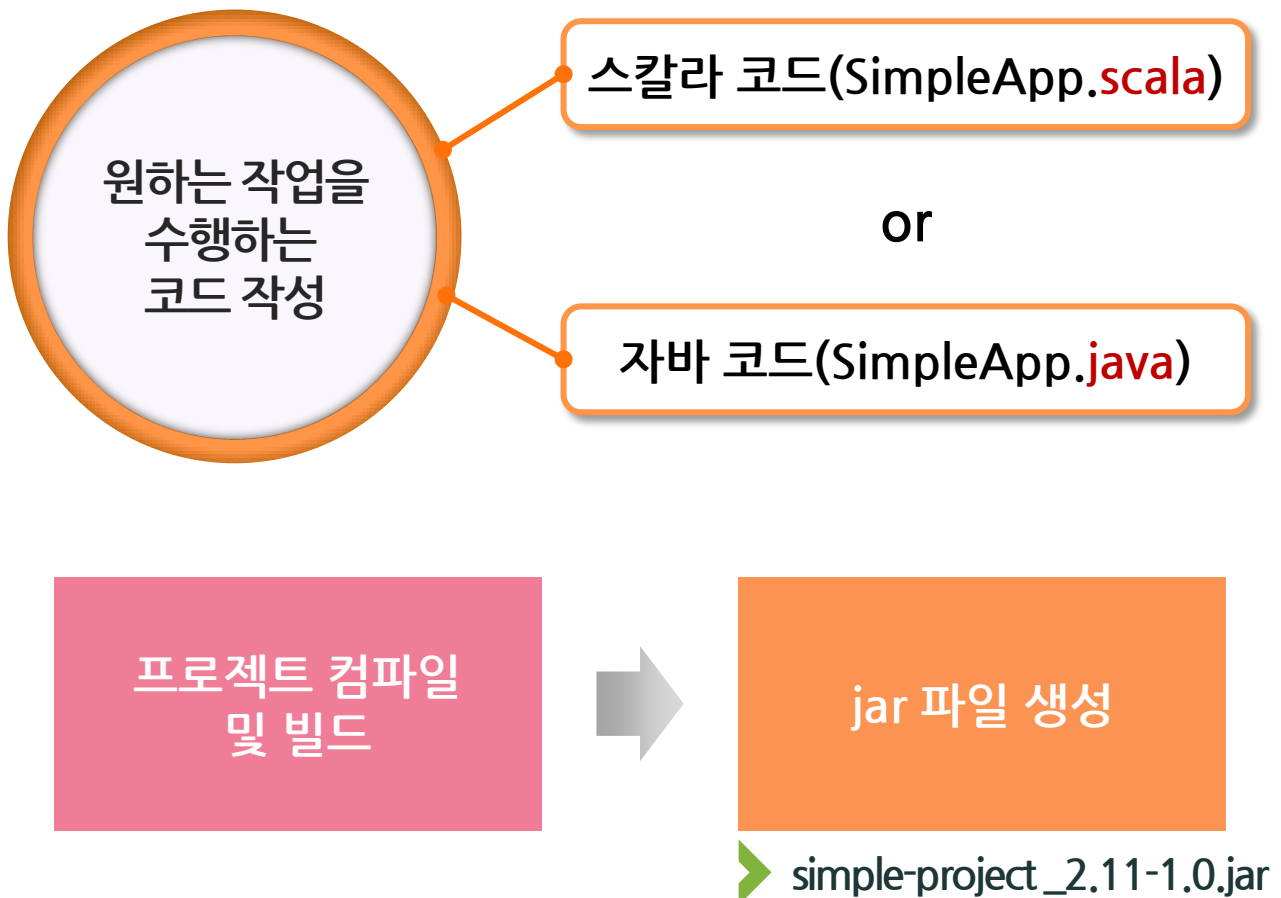 스칼라 코드(SimpleApp.scala)
원하는 작업을
수행하는
코드 작성
or
자바 코드(SimpleApp.java)
프로젝트 컴파일
및 빌드
jar 파일 생성
simple-project_2.11-1.0.jar